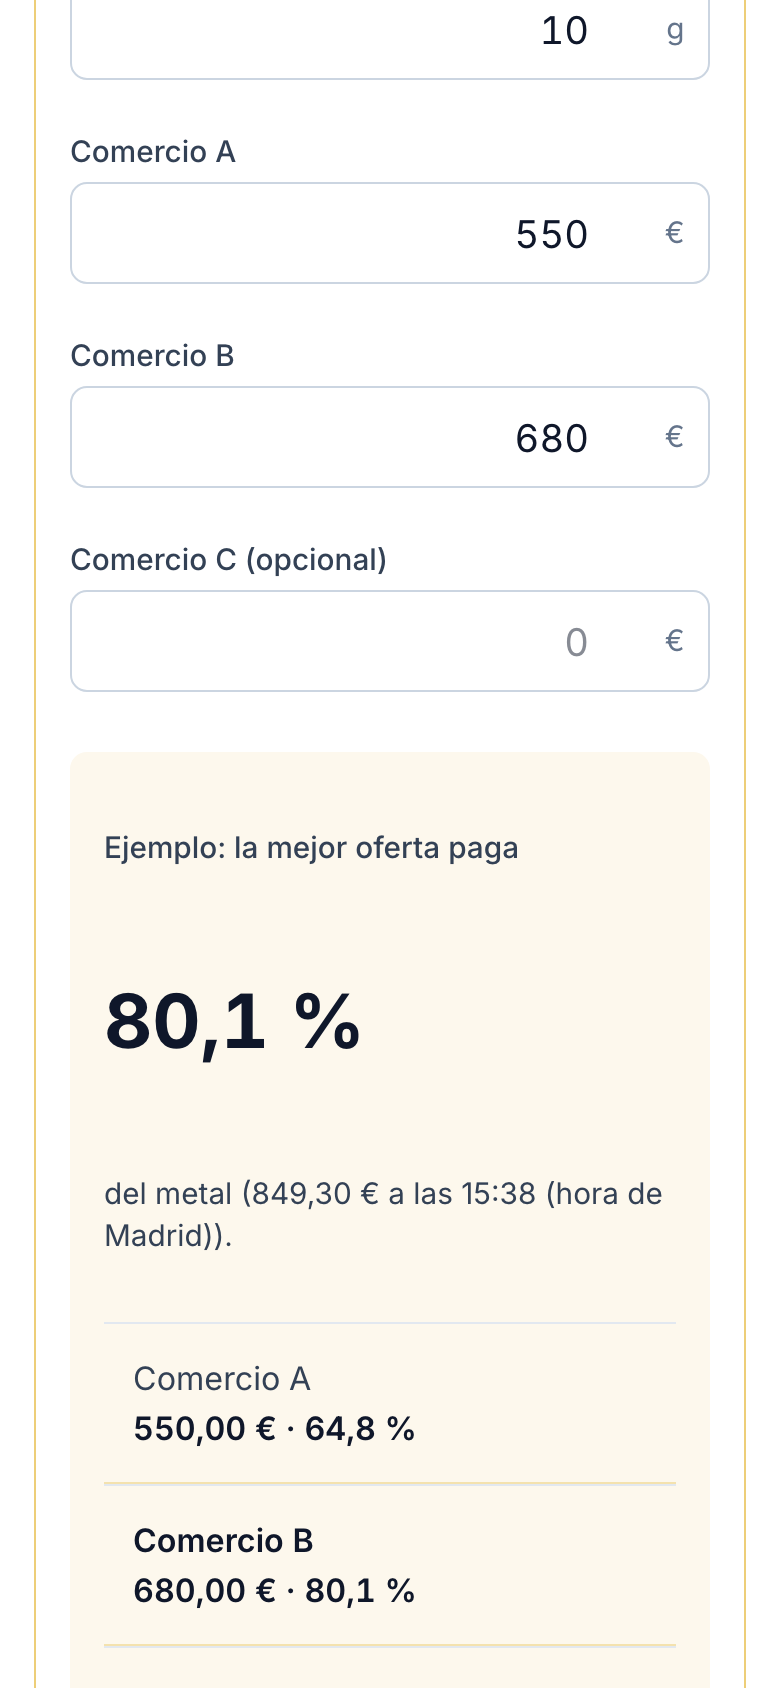 10 g
Comercio A
550 €
Comercio B
680 €
Comercio C (opcional)
0 €
Ejemplo: la mejor oferta paga
80,1 %
del metal (849,30 € a las 15:38 (hora de
Madrid)).
Comercio A
550,00 € · 64,8 %
Comercio B
680,00 € · 80,1 %